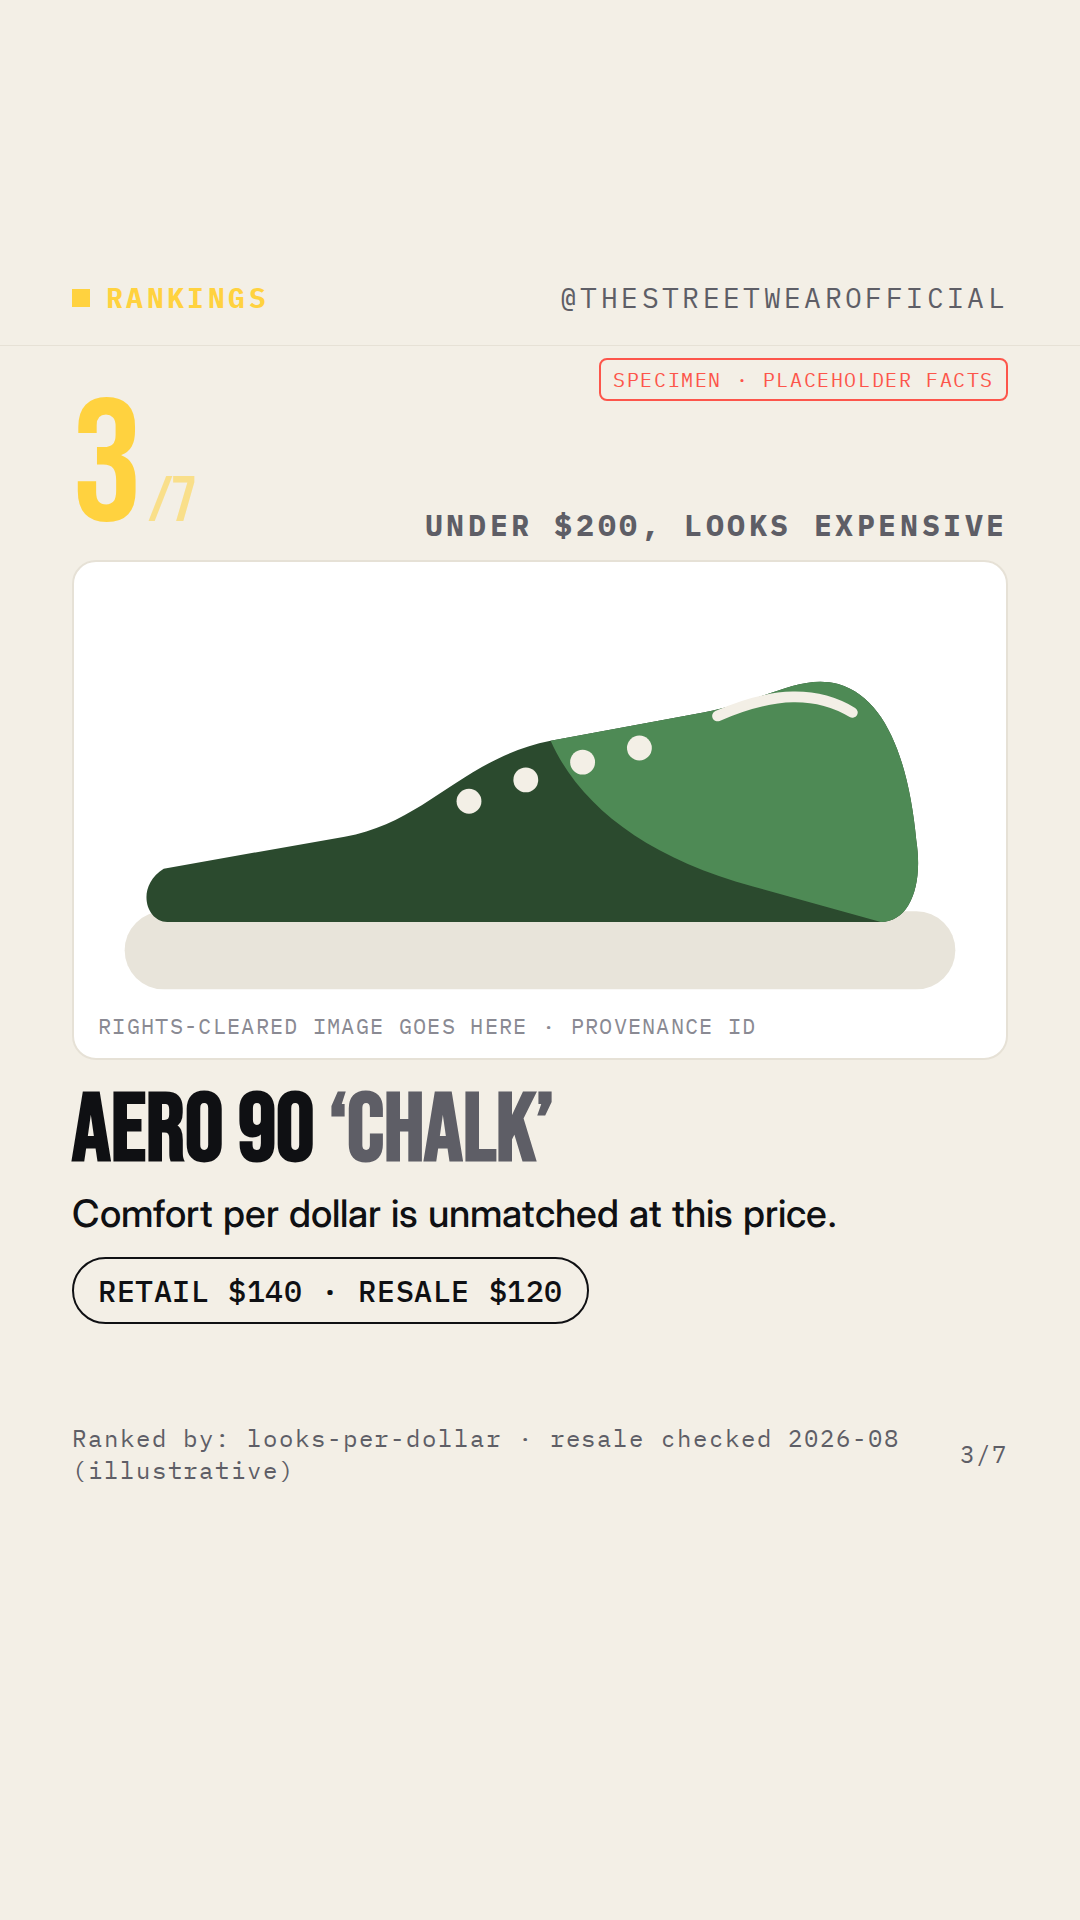 RANKINGS
@THESTREETWEAROFFICIAL
SPECIMEN · PLACEHOLDER FACTS
3/7
UNDER $200, LOOKS EXPENSIVE
RIGHTS-CLEARED IMAGE GOES HERE · PROVENANCE ID
AERO 90 ‘CHALK’
Comfort per dollar is unmatched at this price.
RETAIL $140 · RESALE $120
Ranked by: looks-per-dollar · resale checked 2026-08
(illustrative)
3/7